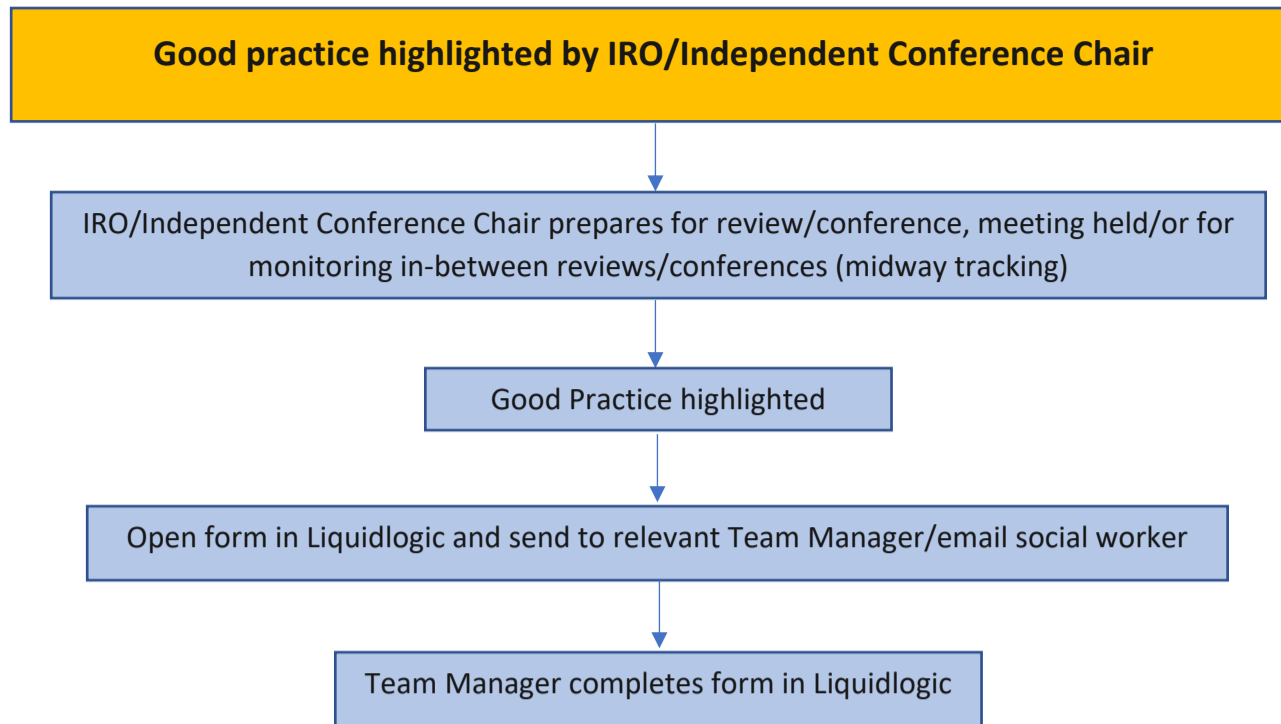 Good practice highlighted by IRO/Independent Conference Chair
IRO/Independent Conference Chair prepares for review/conference, meeting held/or for
monitoring in-between reviews/conferences (midway tracking)
Good Practice highlighted
Open form in Liquidlogic and send to relevant Team Manager/email social worker
Team Manager completes form in Liquidlogic